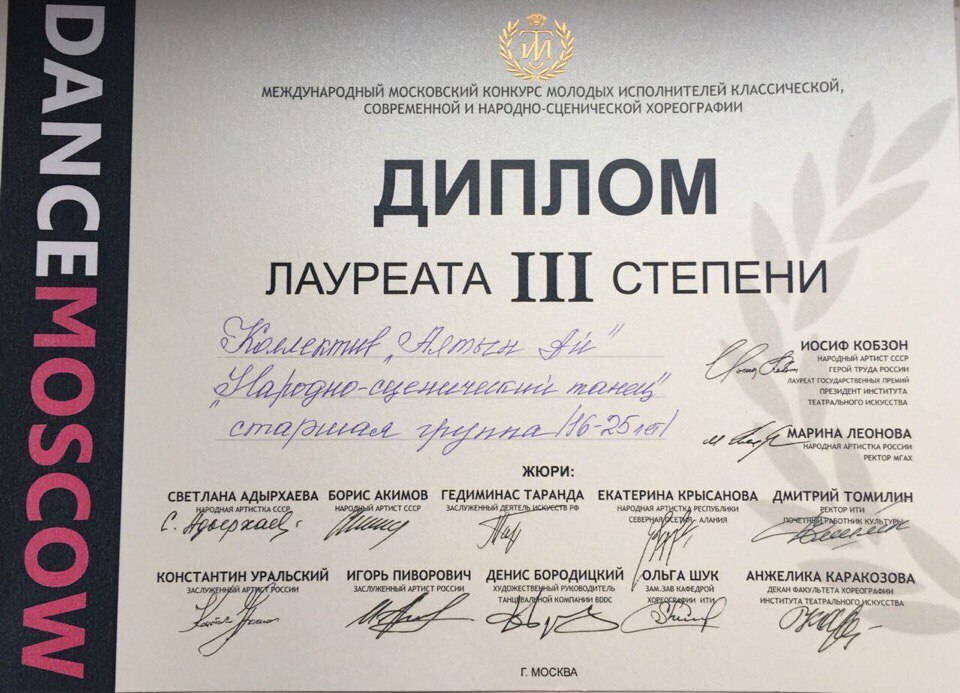 DANCEMOSCOW
ТИ
МЕЖДУНАРОДНЫЙ МОСКОВСКИЙ КОНКУРС МОЛОДЫХ ИСПОЛНИТЕЛЕЙ КЛАССИЧЕСКОЙ,
СОВРЕМЕННОЙ И НАРОДНО-СЦЕНИЧЕСКОЙ ХОРЕОГРАФИИ
ДИПЛОМ
ЛАУРЕАТА III СТЕПЕНИ
Коллектив „Алтын Ай"
„Народно-сценический танец"
старшая группа /16-25 лет/
ИОСИФ КОБЗОН
НАРОДНЫЙ АРТИСТ СССР
ГЕРОЙ ТРУДА РОССИИ
ЛАУРЕАТ ГОСУДАРСТВЕННЫХ ПРЕМИЙ
ПРЕЗИДЕНТ ИНСТИТУТА
ТЕАТРАЛЬНОГО ИСКУССТВА
МАРИНА ЛЕОНОВА
НАРОДНАЯ АРТИСТКА РОССИИ
РЕКТОР МГАХ
ЖЮРИ:
СВЕТЛАНА АДЫРХАЕВА
НАРОДНАЯ АРТИСТКА СССР
С. Адырхаева
БОРИС АКИМОВ
НАРОДНЫЙ АРТИСТ СССР
ГЕДИМИНАС ТАРАНДА
ЗАСЛУЖЕННЫЙ ДЕЯТЕЛЬ ИСКУССТВ РФ
ЕКАТЕРИНА КРЫСАНОВА
НАРОДНАЯ АРТИСТКА РЕСПУБЛИКИ
СЕВЕРНАЯ ОСЕТИЯ - АЛАНИЯ
ДМИТРИЙ ТОМИЛИН
РЕКТОР ИТИ
ПОЧЕТНЫЙ РАБОТНИК КУЛЬТУРЫ
КОНСТАНТИН УРАЛЬСКИЙ
ЗАСЛУЖЕННЫЙ АРТИСТ РОССИИ
ИГОРЬ ПИВОРОВИЧ
ЗАСЛУЖЕННЫЙ АРТИСТ РОССИИ
ДЕНИС БОРОДИЦКИЙ
ХУДОЖЕСТВЕННЫЙ РУКОВОДИТЕЛЬ
ТАНЦЕВАЛЬНОЙ КОМПАНИИ BDDC
ОЛЬГА ШУК
ЗАМ.ЗАВ КАФЕДРОЙ
ХОРЕОГРАФИИ ИТИ
АНЖЕЛИКА КАРАКОЗОВА
ДЕКАН ФАКУЛЬТЕТА ХОРЕОГРАФИИ
ИНСТИТУТА ТЕАТРАЛЬНОГО ИСКУССТВА
Г. МОСКВА